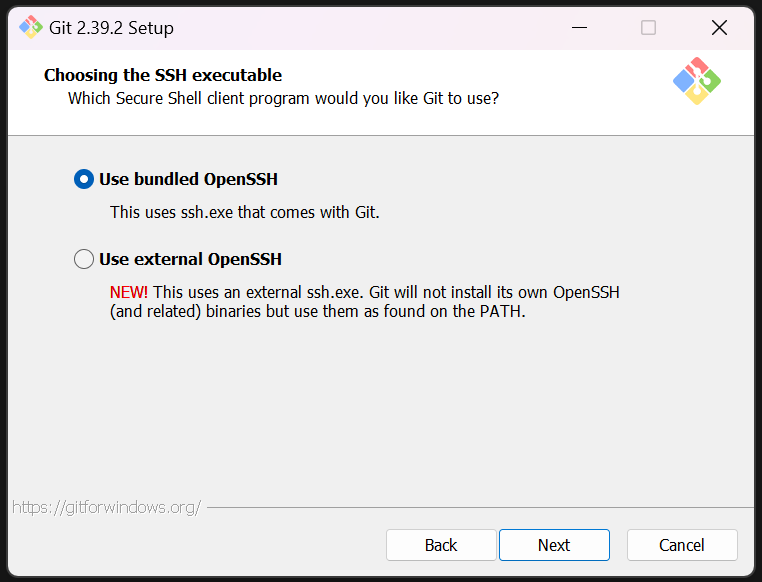 Git 2.39.2 Setup
Choosing the SSH executable
Which Secure Shell client program would you like Git to use?
Use bundled OpenSSH
This uses ssh.exe that comes with Git.
Use external OpenSSH
NEW! This uses an external ssh.exe. Git will not install its own OpenSSH
(and related) binaries but use them as found on the PATH.
https://gitforwindows.org/
Back
Next
Cancel